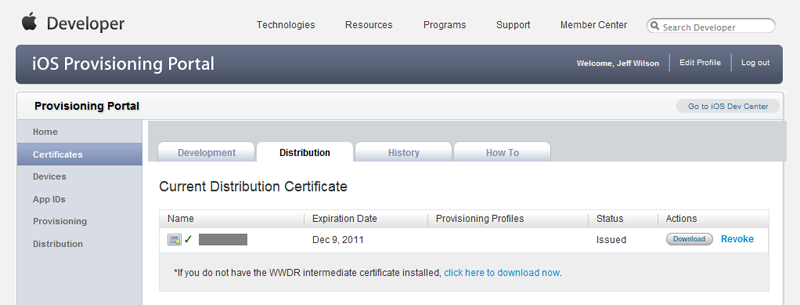 Developer
Technologies Resources Programs Support Member Center Search Developer
iOS Provisioning Portal
Welcome, Jeff Wilson Edit Profile Log out
Provisioning Portal
Go to iOS Dev Center
Home
Certificates
Devices
App IDs
Provisioning
Distribution
Development Distribution History How To
Current Distribution Certificate
Name Expiration Date Provisioning Profiles Status Actions
Dec 9, 2011 Issued Download Revoke
*If you do not have the WWDR intermediate certificate installed, click here to download now.